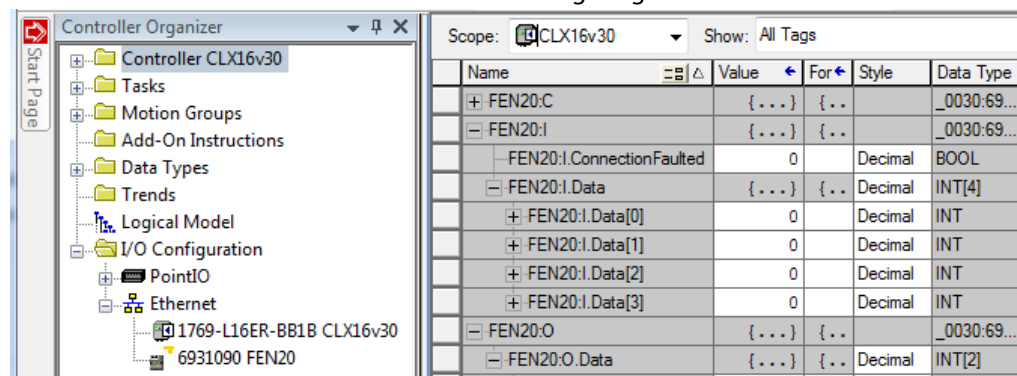 Controller Organizer
Start Page
Controller CLX16v30
Tasks
Motion Groups
Add-On Instructions
Data Types
Trends
Logical Model
I/O Configuration
PointIO
Ethernet
1769-L16ER-BB1B CLX16v30
6931090 FEN20
Scope: CLX16v30 Show: All Tags
Name Value For Style Data Type
FEN20:C {...} {.. _0030:69...
FEN20:I {...} {.. _0030:69...
FEN20:I.ConnectionFaulted 0 Decimal BOOL
FEN20:I.Data {...} {.. Decimal INT[4]
FEN20:I.Data[0] 0 Decimal INT
FEN20:I.Data[1] 0 Decimal INT
FEN20:I.Data[2] 0 Decimal INT
FEN20:I.Data[3] 0 Decimal INT
FEN20:O {...} {.. _0030:69...
FEN20:O.Data {...} {.. Decimal INT[2]